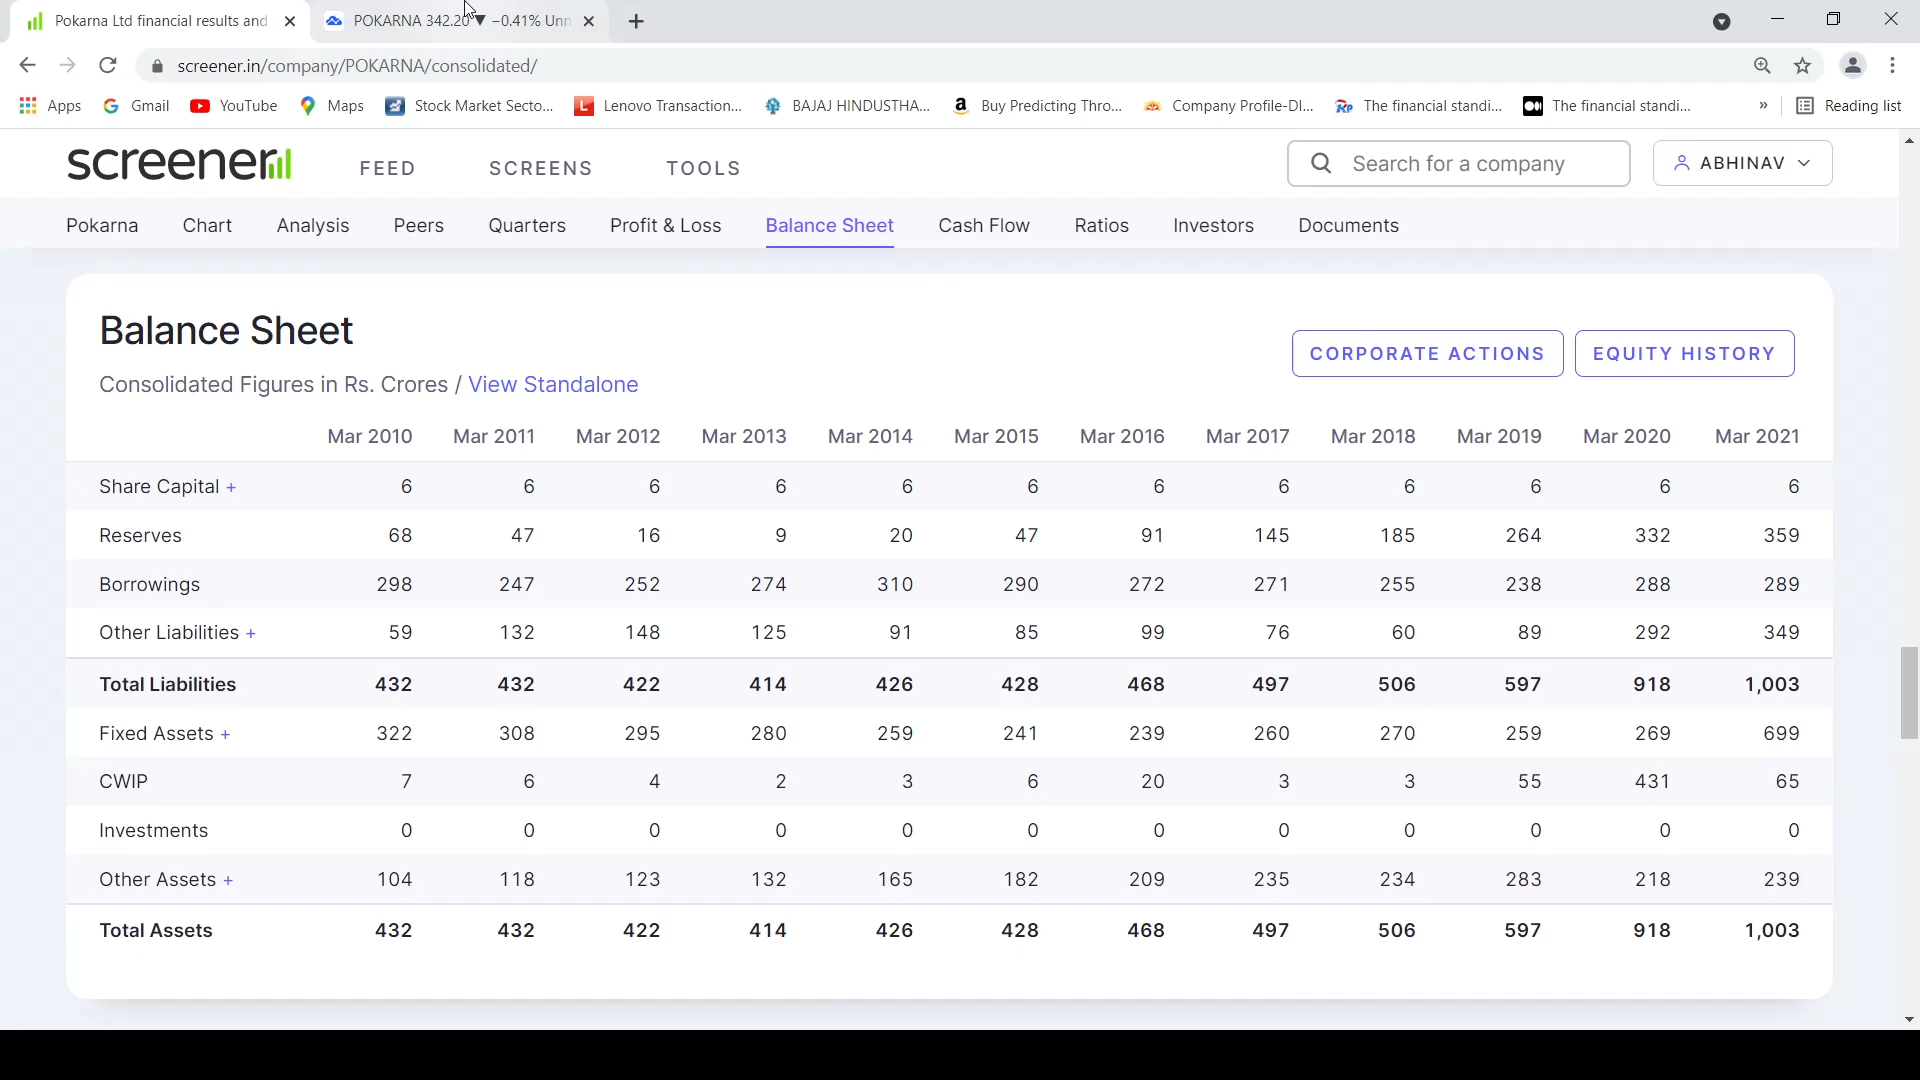 Pokarna Ltd financial results and
POKARNA 342.20 ▼ −0.41% Unn
screener.in/company/POKARNA/consolidated/
Apps Gmail YouTube Maps Stock Market Secto... Lenovo Transaction... BAJAJ HINDUSTHA... Buy Predicting Thro... Company Profile-DI... The financial standi... The financial standi... » Reading list
screener FEED SCREENS TOOLS Search for a company ABHINAV
Pokarna Chart Analysis Peers Quarters Profit & Loss Balance Sheet Cash Flow Ratios Investors Documents
Balance Sheet
CORPORATE ACTIONS EQUITY HISTORY
Consolidated Figures in Rs. Crores / View Standalone
Mar 2010 Mar 2011 Mar 2012 Mar 2013 Mar 2014 Mar 2015 Mar 2016 Mar 2017 Mar 2018 Mar 2019 Mar 2020 Mar 2021
Share Capital + 6 6 6 6 6 6 6 6 6 6 6 6
Reserves 68 47 16 9 20 47 91 145 185 264 332 359
Borrowings 298 247 252 274 310 290 272 271 255 238 288 289
Other Liabilities + 59 132 148 125 91 85 99 76 60 89 292 349
Total Liabilities 432 432 422 414 426 428 468 497 506 597 918 1,003
Fixed Assets + 322 308 295 280 259 241 239 260 270 259 269 699
CWIP 7 6 4 2 3 6 20 3 3 55 431 65
Investments 0 0 0 0 0 0 0 0 0 0 0 0
Other Assets + 104 118 123 132 165 182 209 235 234 283 218 239
Total Assets 432 432 422 414 426 428 468 497 506 597 918 1,003